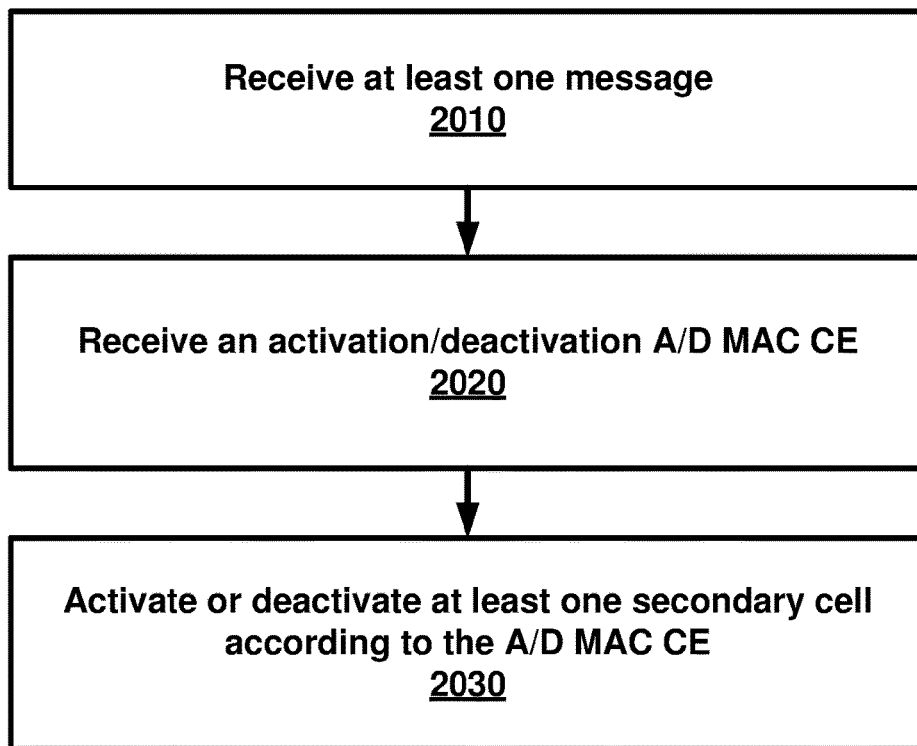 Receive at least one message
2010
Receive an activation/deactivation A/D MAC CE
2020
Activate or deactivate at least one secondary cell
according to the A/D MAC CE
2030